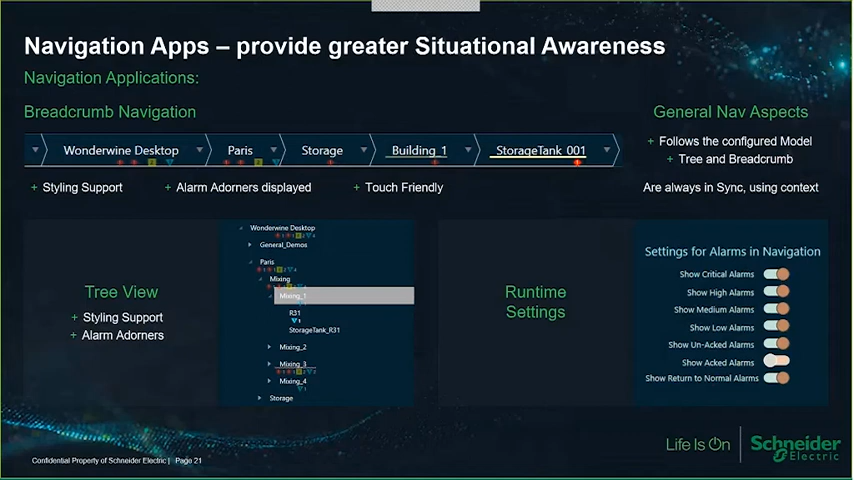 Navigation Apps – provide greater Situational Awareness
Navigation Applications:
Breadcrumb Navigation
Wonderwine Desktop
Paris
Storage
Building_1
StorageTank_001
+ Styling Support
+ Alarm Adorners displayed
+ Touch Friendly
General Nav Aspects
+ Follows the configured Model
+ Tree and Breadcrumb
Are always in Sync, using context
Tree View
+ Styling Support
+ Alarm Adorners
Wonderwine Desktop
General_Demos
Paris
Mixing
Mixing_1
R31
StorageTank_R31
Mixing_2
Mixing_3
Mixing_4
Storage
Runtime
Settings
Settings for Alarms in Navigation
Show Critical Alarms
Show High Alarms
Show Medium Alarms
Show Low Alarms
Show Un-Acked Alarms
Show Acked Alarms
Show Return to Normal Alarms
Confidential Property of Schneider Electric | Page 21
Life Is On
Schneider
Electric